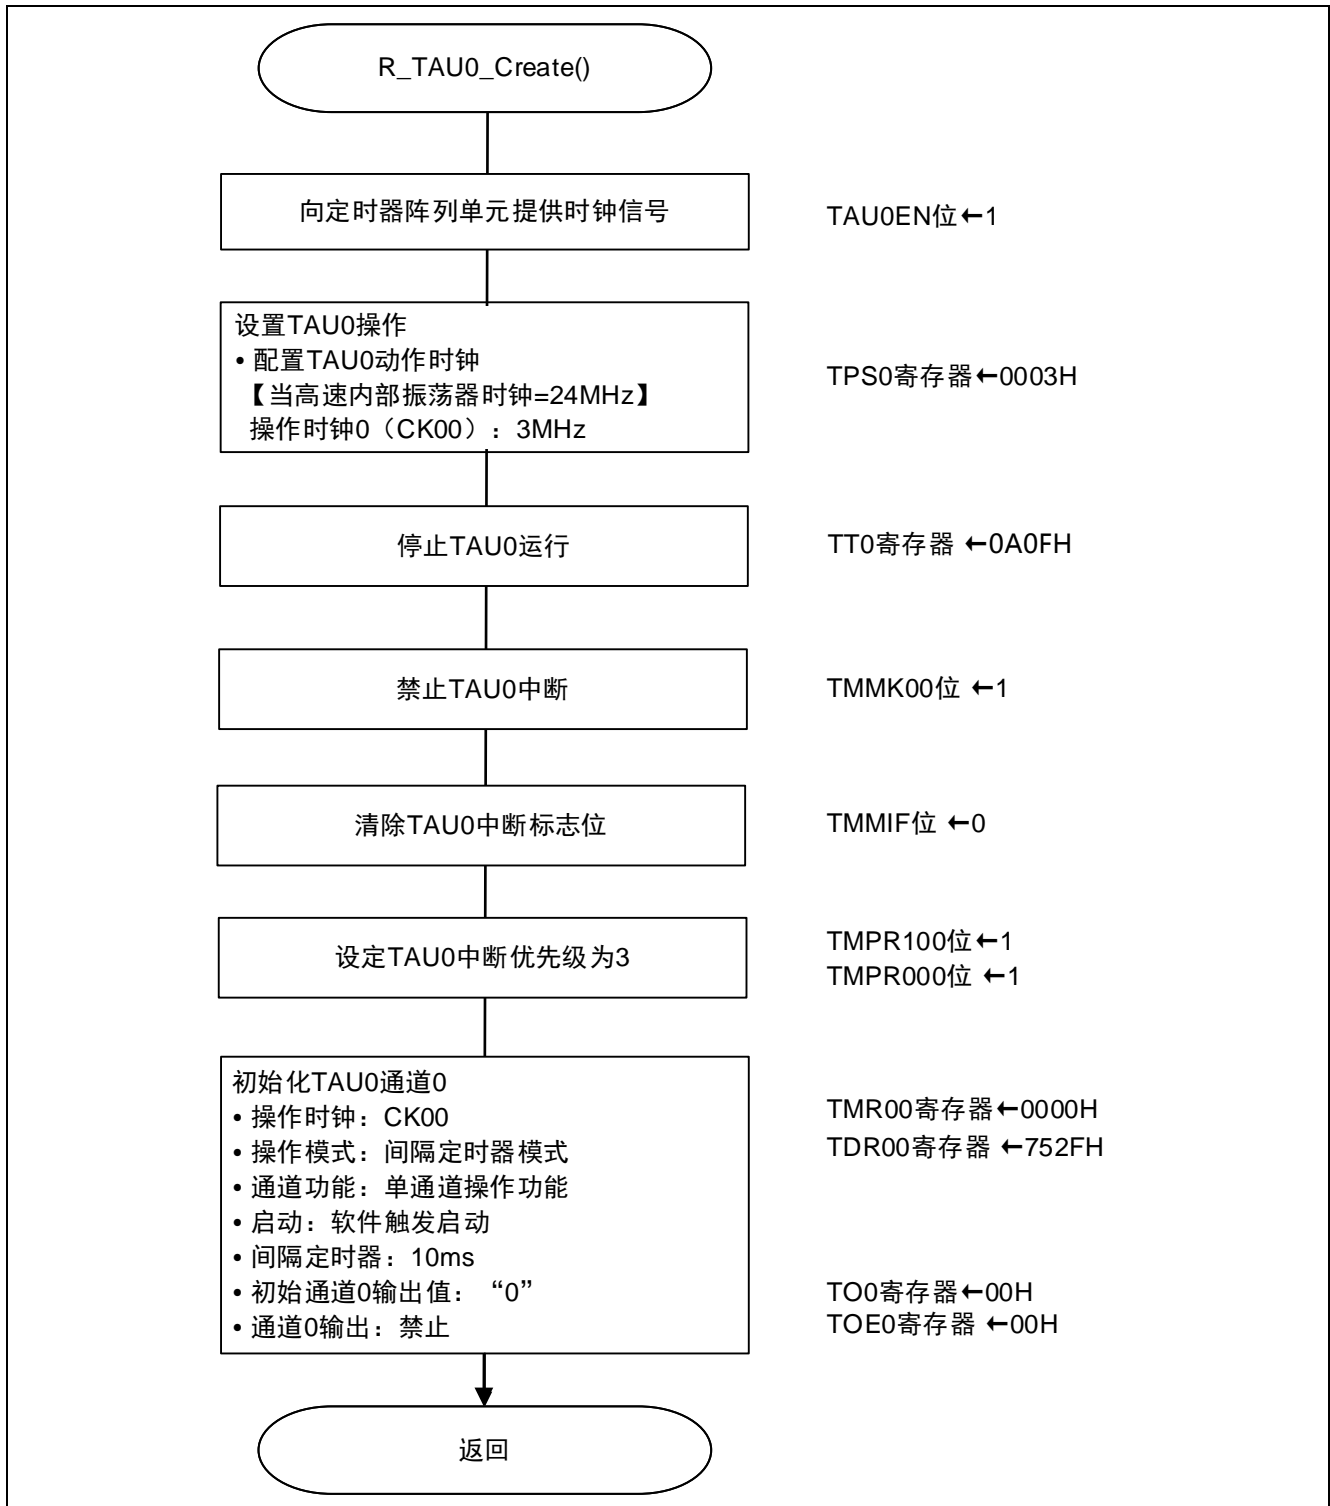 R_TAU0_Create()
向定时器阵列单元提供时钟信号
TAU0EN位←1
设置TAU0操作
• 配置TAU0动作时钟
【当高速内部振荡器时钟=24MHz】
操作时钟0（CK00）：3MHz
TPS0寄存器←0003H
停止TAU0运行
TT0寄存器 ←0A0FH
禁止TAU0中断
TMMK00位 ←1
清除TAU0中断标志位
TMMIF位 ←0
设定TAU0中断优先级为3
TMPR100位←1
TMPR000位 ←1
初始化TAU0通道0
• 操作时钟：CK00
• 操作模式：间隔定时器模式
• 通道功能：单通道操作功能
• 启动：软件触发启动
• 间隔定时器：10ms
• 初始通道0输出值：“0”
• 通道0输出：禁止
TMR00寄存器←0000H
TDR00寄存器 ←752FH
TO0寄存器←00H
TOE0寄存器 ←00H
返回